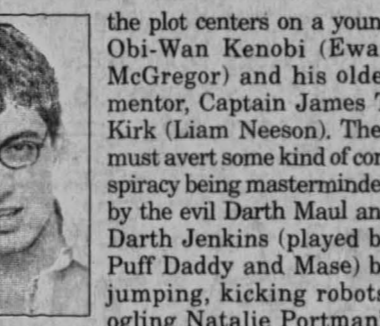 the plot centers on a youn
Obi-Wan Kenobi (Ewa
McGregor) and his olde
mentor, Captain James T
Kirk (Liam Neeson). The
must avert some kind of con
spiracy being masterminde
by the evil Darth Maul an
Darth Jenkins (played b
Puff Daddy and Mase) b
jumping, kicking robots
ogling Natalie Portman